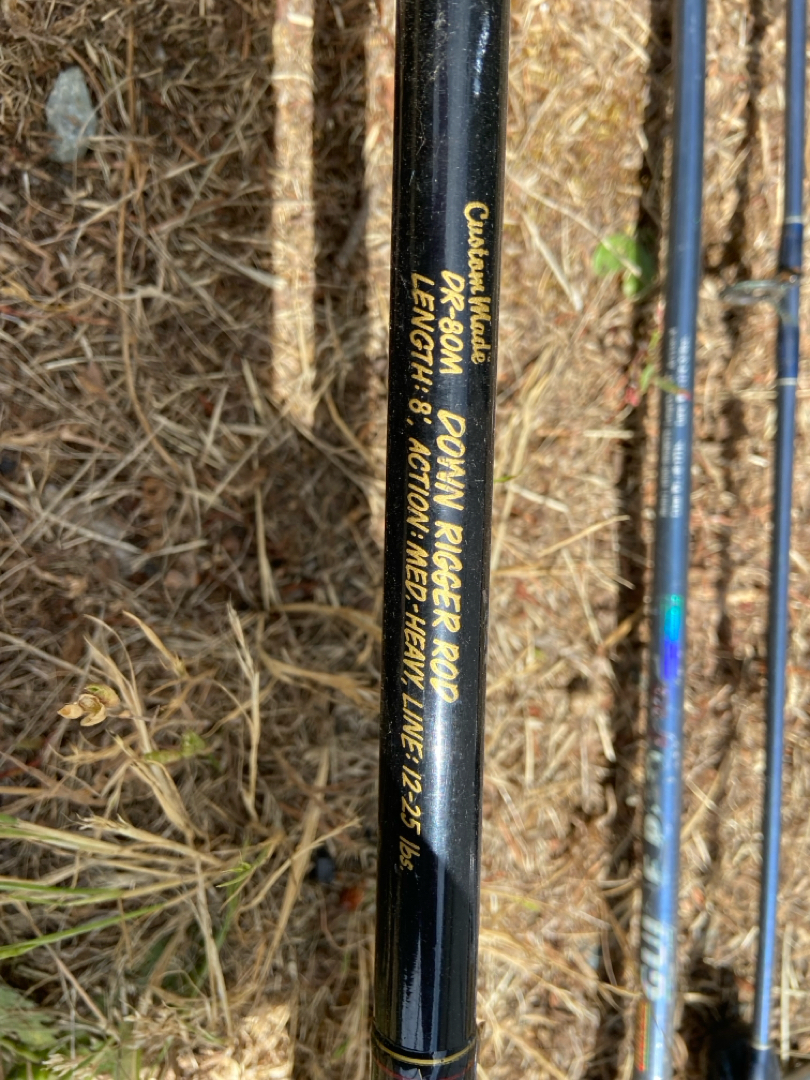 Custom Made
DR-80M DOWN RIGGER ROD
LENGTH: 8', ACTION: MED-HEAVY, LINE: 12-25 lbs.